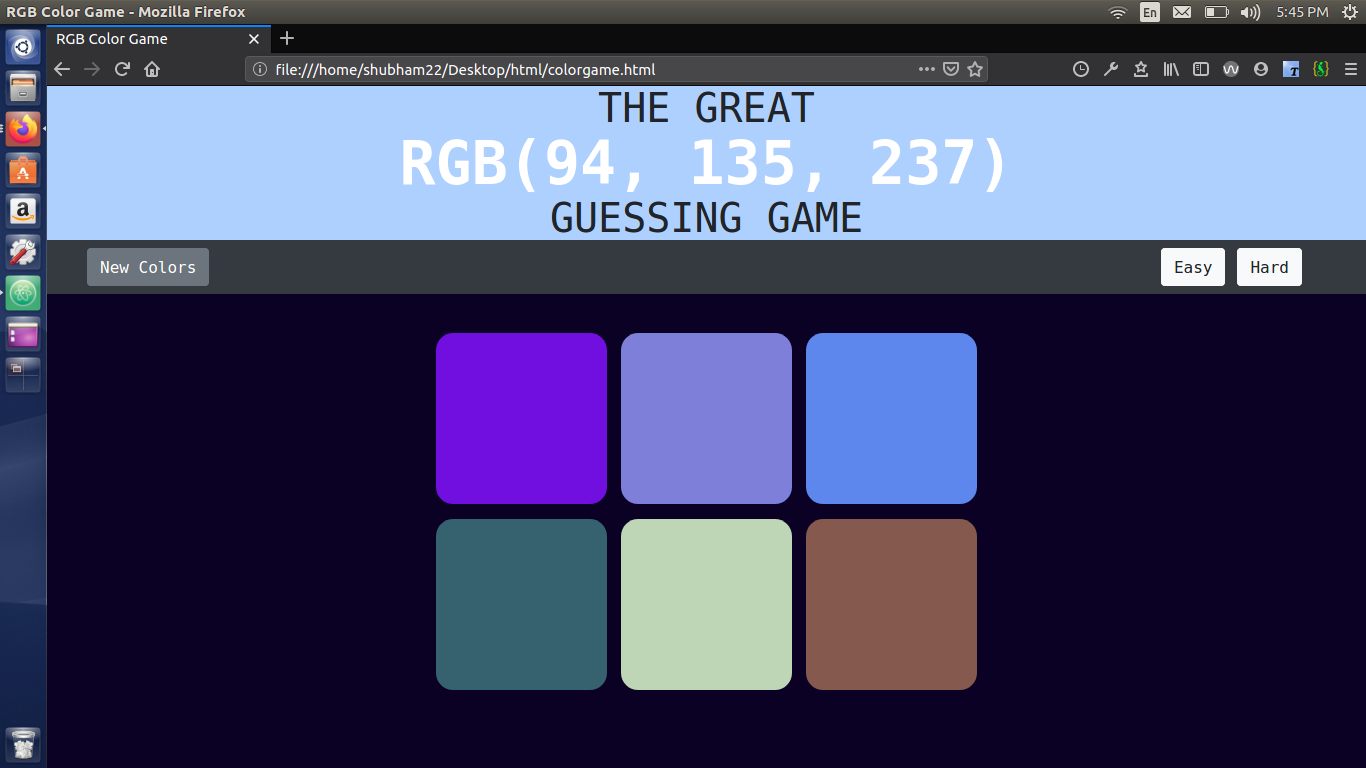 RGB Color Game - Mozilla Firefox
En
5:45 PM
RGB Color Game
file:///home/shubham22/Desktop/html/colorgame.html
THE GREAT
RGB(94, 135, 237)
GUESSING GAME
New Colors
Easy
Hard